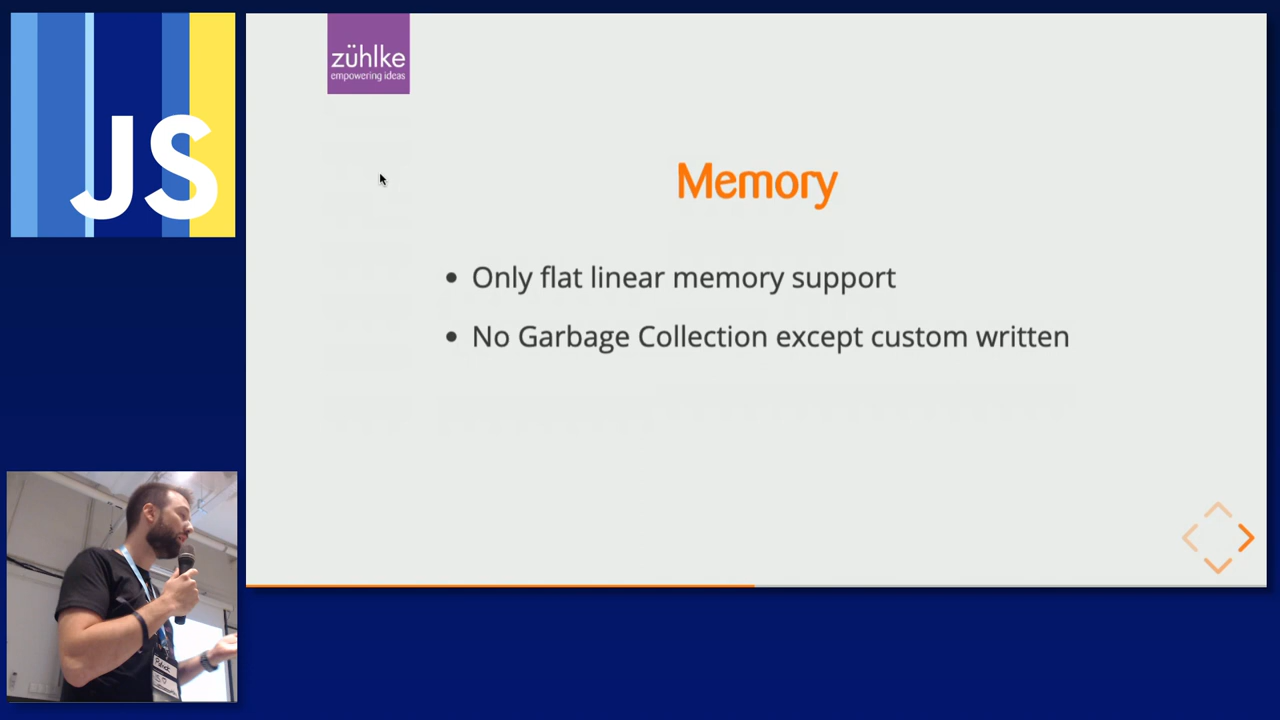 JS
zühlke
empowering ideas
Memory
• Only flat linear memory support
• No Garbage Collection except custom written